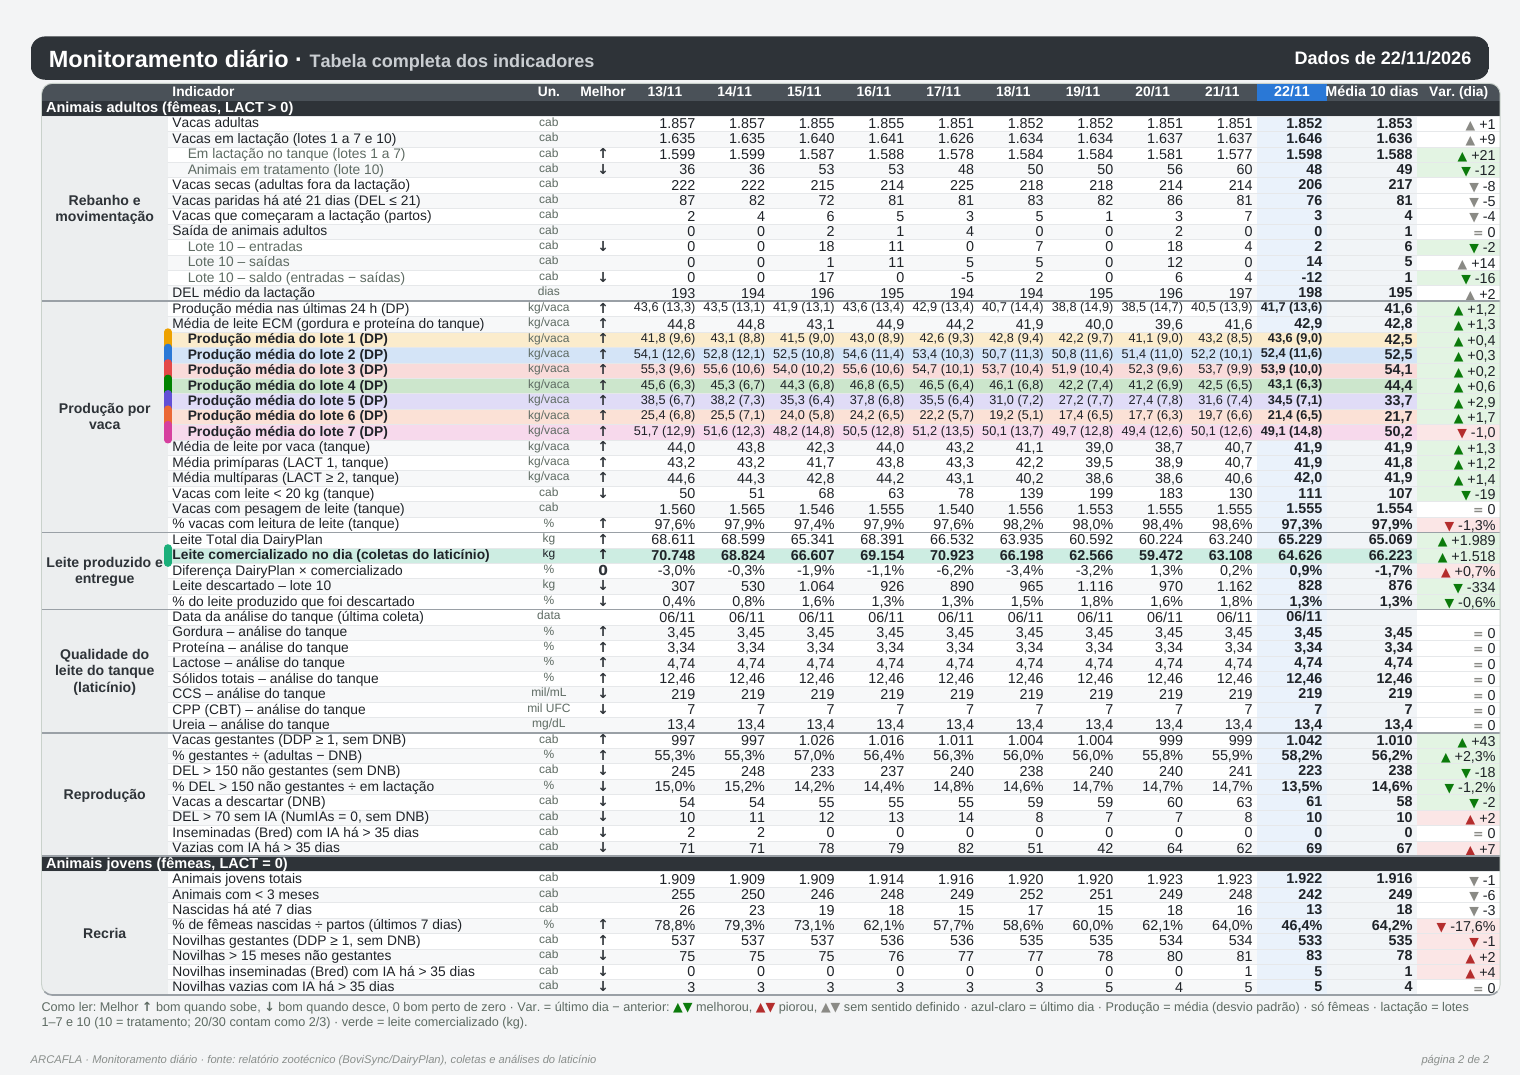 Monitoramento diário · Tabela completa dos indicadores Dados de 22/11/2026
Indicador Un. Melhor 13/11 14/11 15/11 16/11 17/11 18/11 19/11 20/11 21/11 22/11 Média 10 dias Var. (dia)
Animais adultos (fêmeas, LACT > 0)
Rebanho e movimentação
Vacas adultas cab 1.857 1.857 1.855 1.855 1.851 1.852 1.852 1.851 1.851 1.852 1.853 ▲ +1
Vacas em lactação (lotes 1 a 7 e 10) cab 1.635 1.635 1.640 1.641 1.626 1.634 1.634 1.637 1.637 1.646 1.636 ▲ +9
Em lactação no tanque (lotes 1 a 7) cab ↑ 1.599 1.599 1.587 1.588 1.578 1.584 1.584 1.581 1.577 1.598 1.588 ▲ +21
Animais em tratamento (lote 10) cab ↓ 36 36 53 53 48 50 50 56 60 48 49 ▼ -12
Vacas secas (adultas fora da lactação) cab 222 222 215 214 225 218 218 214 214 206 217 ▼ -8
Vacas paridas há até 21 dias (DEL ≤ 21) cab 87 82 72 81 81 83 82 86 81 76 81 ▼ -5
Vacas que começaram a lactação (partos) cab 2 4 6 5 3 5 1 3 7 3 4 ▼ -4
Saída de animais adultos cab 0 0 2 1 4 0 0 2 0 0 1 = 0
Lote 10 – entradas cab ↓ 0 0 18 11 0 7 0 18 4 2 6 ▼ -2
Lote 10 – saídas cab 0 0 1 11 5 5 0 12 0 14 5 ▲ +14
Lote 10 – saldo (entradas − saídas) cab ↓ 0 0 17 0 -5 2 0 6 4 -12 1 ▼ -16
DEL médio da lactação dias 193 194 196 195 194 194 195 196 197 198 195 ▲ +2
Produção por vaca
Produção média nas últimas 24 h (DP) kg/vaca ↑ 43,6 (13,3) 43,5 (13,1) 41,9 (13,1) 43,6 (13,4) 42,9 (13,4) 40,7 (14,4) 38,8 (14,9) 38,5 (14,7) 40,5 (13,9) 41,7 (13,6) 41,6 ▲ +1,2
Média de leite ECM (gordura e proteína do tanque) kg/vaca ↑ 44,8 44,8 43,1 44,9 44,2 41,9 40,0 39,6 41,6 42,9 42,8 ▲ +1,3
Produção média do lote 1 (DP) kg/vaca ↑ 41,8 (9,6) 43,1 (8,8) 41,5 (9,0) 43,0 (8,9) 42,6 (9,3) 42,8 (9,4) 42,2 (9,7) 41,1 (9,0) 43,2 (8,5) 43,6 (9,0) 42,5 ▲ +0,4
Produção média do lote 2 (DP) kg/vaca ↑ 54,1 (12,6) 52,8 (12,1) 52,5 (10,8) 54,6 (11,4) 53,4 (10,3) 50,7 (11,3) 50,8 (11,6) 51,4 (11,0) 52,2 (10,1) 52,4 (11,6) 52,5 ▲ +0,3
Produção média do lote 3 (DP) kg/vaca ↑ 55,3 (9,6) 55,6 (10,6) 54,0 (10,2) 55,6 (10,6) 54,7 (10,1) 53,7 (10,4) 51,9 (10,4) 52,3 (9,6) 53,7 (9,9) 53,9 (10,0) 54,1 ▲ +0,2
Produção média do lote 4 (DP) kg/vaca ↑ 45,6 (6,3) 45,3 (6,7) 44,3 (6,8) 46,8 (6,5) 46,5 (6,4) 46,1 (6,8) 42,2 (7,4) 41,2 (6,9) 42,5 (6,5) 43,1 (6,3) 44,4 ▲ +0,6
Produção média do lote 5 (DP) kg/vaca ↑ 38,5 (6,7) 38,2 (7,3) 35,3 (6,4) 37,8 (6,8) 35,5 (6,4) 31,0 (7,2) 27,2 (7,7) 27,4 (7,8) 31,6 (7,4) 34,5 (7,1) 33,7 ▲ +2,9
Produção média do lote 6 (DP) kg/vaca ↑ 25,4 (6,8) 25,5 (7,1) 24,0 (5,8) 24,2 (6,5) 22,2 (5,7) 19,2 (5,1) 17,4 (6,5) 17,7 (6,3) 19,7 (6,6) 21,4 (6,5) 21,7 ▲ +1,7
Produção média do lote 7 (DP) kg/vaca ↑ 51,7 (12,9) 51,6 (12,3) 48,2 (14,8) 50,5 (12,8) 51,2 (13,5) 50,1 (13,7) 49,7 (12,8) 49,4 (12,6) 50,1 (12,6) 49,1 (14,8) 50,2 ▼ -1,0
Média de leite por vaca (tanque) kg/vaca ↑ 44,0 43,8 42,3 44,0 43,2 41,1 39,0 38,7 40,7 41,9 41,9 ▲ +1,3
Média primíparas (LACT 1, tanque) kg/vaca ↑ 43,2 43,2 41,7 43,8 43,3 42,2 39,5 38,9 40,7 41,9 41,8 ▲ +1,2
Média multíparas (LACT ≥ 2, tanque) kg/vaca ↑ 44,6 44,3 42,8 44,2 43,1 40,2 38,6 38,6 40,6 42,0 41,9 ▲ +1,4
Vacas com leite < 20 kg (tanque) cab ↓ 50 51 68 63 78 139 199 183 130 111 107 ▼ -19
Vacas com pesagem de leite (tanque) cab 1.560 1.565 1.546 1.555 1.540 1.556 1.553 1.555 1.555 1.555 1.554 = 0
% vacas com leitura de leite (tanque) % ↑ 97,6% 97,9% 97,4% 97,9% 97,6% 98,2% 98,0% 98,4% 98,6% 97,3% 97,9% ▼ -1,3%
Leite produzido e entregue
Leite Total dia DairyPlan kg ↑ 68.611 68.599 65.341 68.391 66.532 63.935 60.592 60.224 63.240 65.229 65.069 ▲ +1.989
Leite comercializado no dia (coletas do laticínio) kg ↑ 70.748 68.824 66.607 69.154 70.923 66.198 62.566 59.472 63.108 64.626 66.223 ▲ +1.518
Diferença DairyPlan × comercializado % 0 -3,0% -0,3% -1,9% -1,1% -6,2% -3,4% -3,2% 1,3% 0,2% 0,9% -1,7% ▲ +0,7%
Leite descartado – lote 10 kg ↓ 307 530 1.064 926 890 965 1.116 970 1.162 828 876 ▼ -334
% do leite produzido que foi descartado % ↓ 0,4% 0,8% 1,6% 1,3% 1,3% 1,5% 1,8% 1,6% 1,8% 1,3% 1,3% ▼ -0,6%
Qualidade do leite do tanque (laticínio)
Data da análise do tanque (última coleta) data 06/11 06/11 06/11 06/11 06/11 06/11 06/11 06/11 06/11 06/11
Gordura – análise do tanque % ↑ 3,45 3,45 3,45 3,45 3,45 3,45 3,45 3,45 3,45 3,45 3,45 = 0
Proteína – análise do tanque % ↑ 3,34 3,34 3,34 3,34 3,34 3,34 3,34 3,34 3,34 3,34 3,34 = 0
Lactose – análise do tanque % ↑ 4,74 4,74 4,74 4,74 4,74 4,74 4,74 4,74 4,74 4,74 4,74 = 0
Sólidos totais – análise do tanque % ↑ 12,46 12,46 12,46 12,46 12,46 12,46 12,46 12,46 12,46 12,46 12,46 = 0
CCS – análise do tanque mil/mL ↓ 219 219 219 219 219 219 219 219 219 219 219 = 0
CPP (CBT) – análise do tanque mil UFC ↓ 7 7 7 7 7 7 7 7 7 7 7 = 0
Ureia – análise do tanque mg/dL 13,4 13,4 13,4 13,4 13,4 13,4 13,4 13,4 13,4 13,4 13,4 = 0
Reprodução
Vacas gestantes (DDP ≥ 1, sem DNB) cab ↑ 997 997 1.026 1.016 1.011 1.004 1.004 999 999 1.042 1.010 ▲ +43
% gestantes ÷ (adultas − DNB) % ↑ 55,3% 55,3% 57,0% 56,4% 56,3% 56,0% 56,0% 55,8% 55,9% 58,2% 56,2% ▲ +2,3%
DEL > 150 não gestantes (sem DNB) cab ↓ 245 248 233 237 240 238 240 240 241 223 238 ▼ -18
% DEL > 150 não gestantes ÷ em lactação % ↓ 15,0% 15,2% 14,2% 14,4% 14,8% 14,6% 14,7% 14,7% 14,7% 13,5% 14,6% ▼ -1,2%
Vacas a descartar (DNB) cab ↓ 54 54 55 55 55 59 59 60 63 61 58 ▼ -2
DEL > 70 sem IA (NumIAs = 0, sem DNB) cab ↓ 10 11 12 13 14 8 7 7 8 10 10 ▲ +2
Inseminadas (Bred) com IA há > 35 dias cab ↓ 2 2 0 0 0 0 0 0 0 0 0 = 0
Vazias com IA há > 35 dias cab ↓ 71 71 78 79 82 51 42 64 62 69 67 ▲ +7
Animais jovens (fêmeas, LACT = 0)
Recria
Animais jovens totais cab 1.909 1.909 1.909 1.914 1.916 1.920 1.920 1.923 1.923 1.922 1.916 ▼ -1
Animais com < 3 meses cab 255 250 246 248 249 252 251 249 248 242 249 ▼ -6
Nascidas há até 7 dias cab 26 23 19 18 15 17 15 18 16 13 18 ▼ -3
% de fêmeas nascidas ÷ partos (últimos 7 dias) % ↑ 78,8% 79,3% 73,1% 62,1% 57,7% 58,6% 60,0% 62,1% 64,0% 46,4% 64,2% ▼ -17,6%
Novilhas gestantes (DDP ≥ 1, sem DNB) cab ↑ 537 537 537 536 536 535 535 534 534 533 535 ▼ -1
Novilhas > 15 meses não gestantes cab ↓ 75 75 75 76 77 77 78 80 81 83 78 ▲ +2
Novilhas inseminadas (Bred) com IA há > 35 dias cab ↓ 0 0 0 0 0 0 0 0 1 5 1 ▲ +4
Novilhas vazias com IA há > 35 dias cab ↓ 3 3 3 3 3 5 4 5 5 5 4 = 0
Como ler: Melhor ↑ bom quando sobe, ↓ bom quando desce, 0 bom perto de zero · Var. = último dia − anterior: ▲▼ melhorou, ▲▼ piorou, ▲▼ sem sentido definido · azul-claro = último dia · Produção = média (desvio padrão) · só fêmeas · lactação = lotes
1–7 e 10 (10 = tratamento; 20/30 contam como 2/3) · verde = leite comercializado (kg).
ARCAFLA · Monitoramento diário · fonte: relatório zootécnico (BoviSync/DairyPlan), coletas e análises do laticínio página 2 de 2